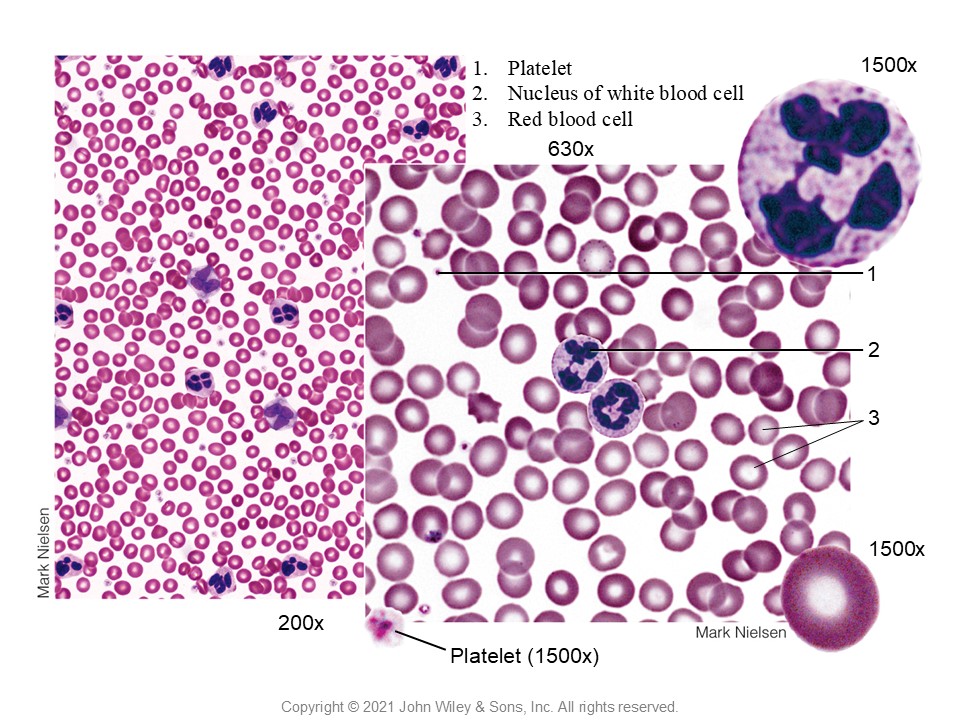 1500x
1. Platelet
2. Nucleus of white blood cell
3. Red blood cell
630x
1
2
3
Mark Nielsen
1500x
200x
Mark Nielsen
Platelet (1500x)
Copyright © 2021 John Wiley & Sons, Inc. All rights reserved.